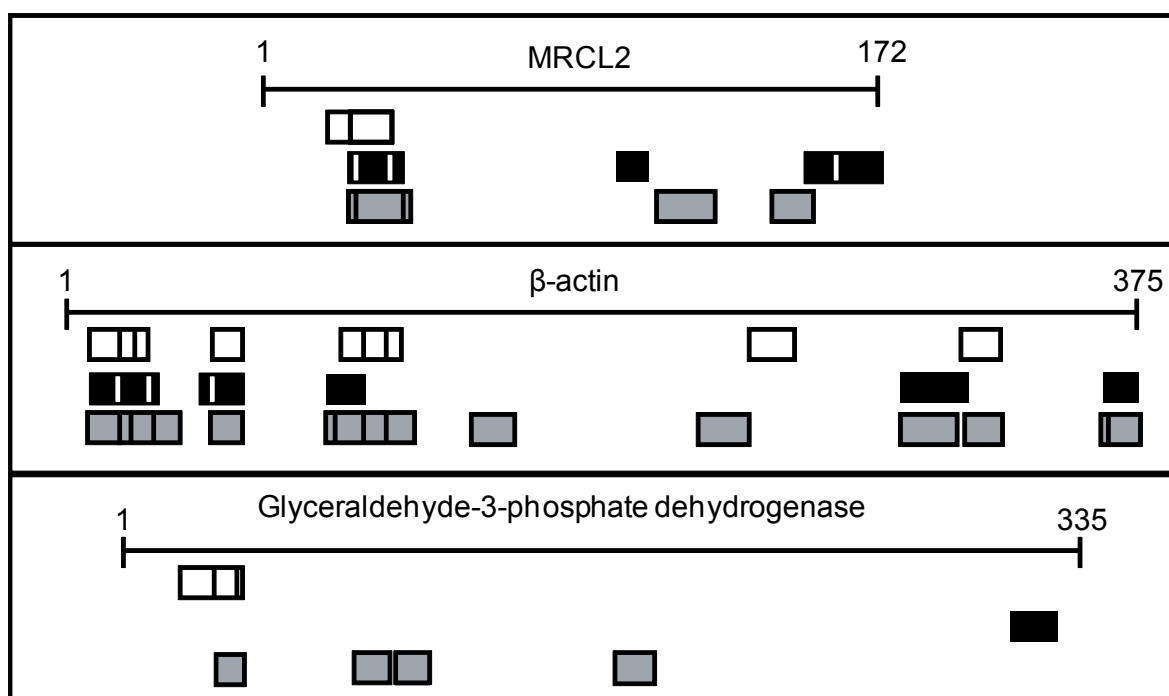 1 MRCL2 172
1 β-actin 375
Glyceraldehyde-3-phosphate dehydrogenase
1 335